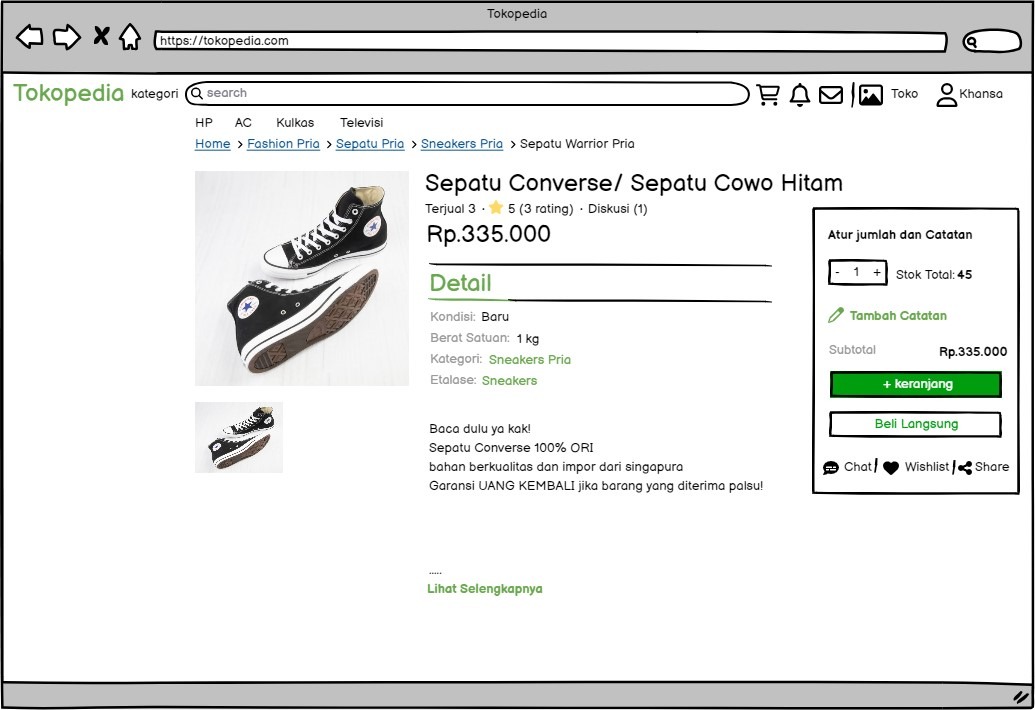 Tokopedia
https://tokopedia.com
Tokopedia kategori search Toko Khansa
HP AC Kulkas Televisi
Home > Fashion Pria > Sepatu Pria > Sneakers Pria > Sepatu Warrior Pria
Sepatu Converse/ Sepatu Cowo Hitam
Terjual 3 · 5 (3 rating) · Diskusi (1)
Rp.335.000
Detail
Kondisi: Baru
Berat Satuan: 1 kg
Kategori: Sneakers Pria
Etalase: Sneakers
Baca dulu ya kak!
Sepatu Converse 100% ORI
bahan berkualitas dan impor dari singapura
Garansi UANG KEMBALI jika barang yang diterima palsu!
.....
Lihat Selengkapnya
Atur jumlah dan Catatan
- 1 + Stok Total: 45
Tambah Catatan
Subtotal Rp.335.000
+ keranjang
Beli Langsung
Chat Wishlist Share